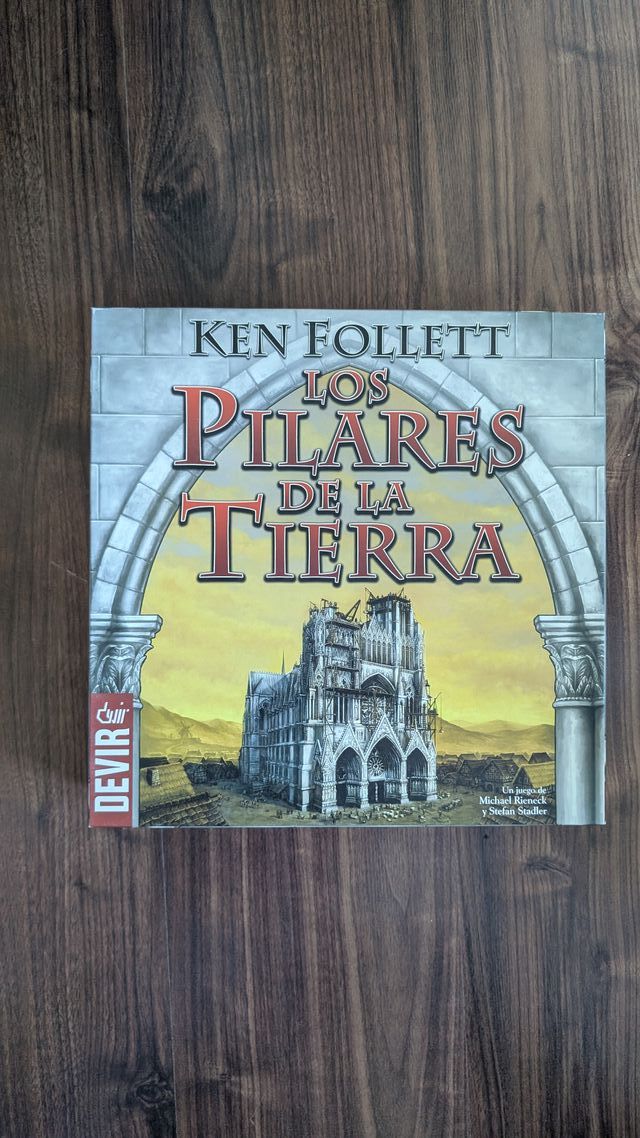 KEN FOLLETT
LOS
PILARES
DE LA
TIERRA
DEVIR
Un juego de
Michael Rieneck
y Stefan Stadler